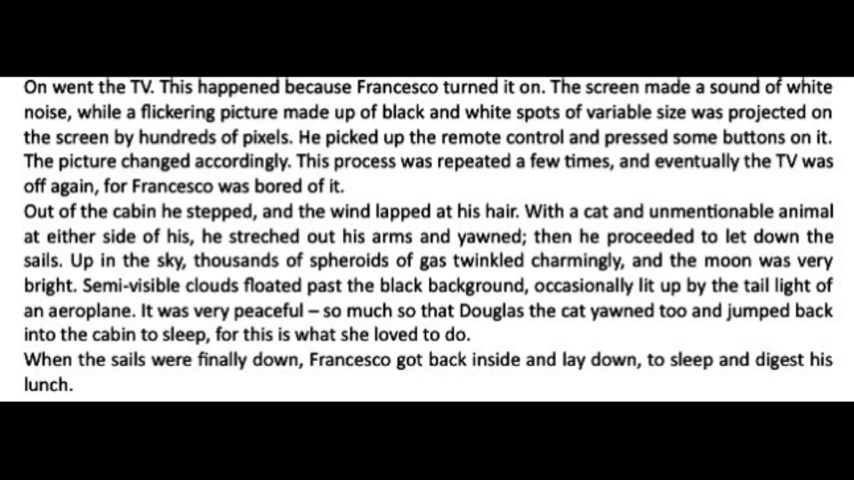 On went the TV. This happened because Francesco turned it on. The screen made a sound of white
noise, while a flickering picture made up of black and white spots of variable size was projected on
the screen by hundreds of pixels. He picked up the remote control and pressed some buttons on it.
The picture changed accordingly. This process was repeated a few times, and eventually the TV was
off again, for Francesco was bored of it.
Out of the cabin he stepped, and the wind lapped at his hair. With a cat and unmentionable animal
at either side of his, he streched out his arms and yawned; then he proceeded to let down the
sails. Up in the sky, thousands of spheroids of gas twinkled charmingly, and the moon was very
bright. Semi-visible clouds floated past the black background, occasionally lit up by the tail light of
an aeroplane. It was very peaceful – so much so that Douglas the cat yawned too and jumped back
into the cabin to sleep, for this is what she loved to do.
When the sails were finally down, Francesco got back inside and lay down, to sleep and digest his
lunch.